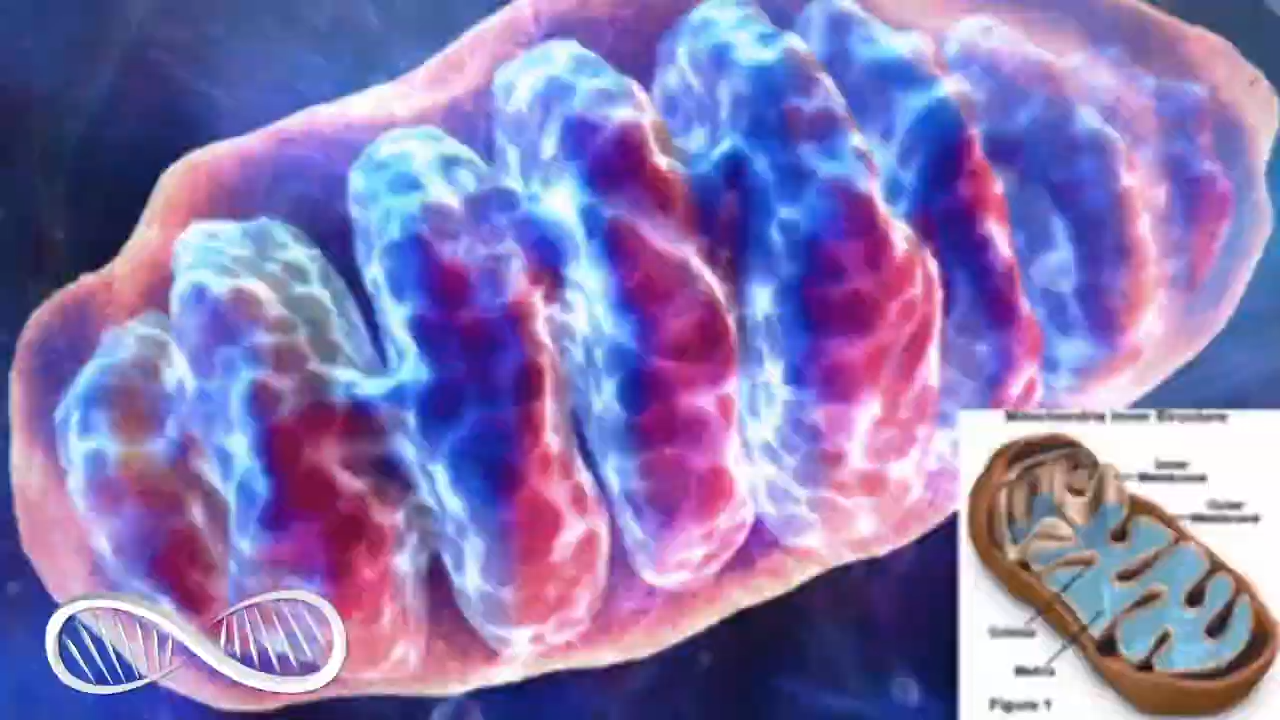 Mitochondria Inner Structure
Inner
Membrane
Outer
Membrane
Cristae
Matrix
Figure 1